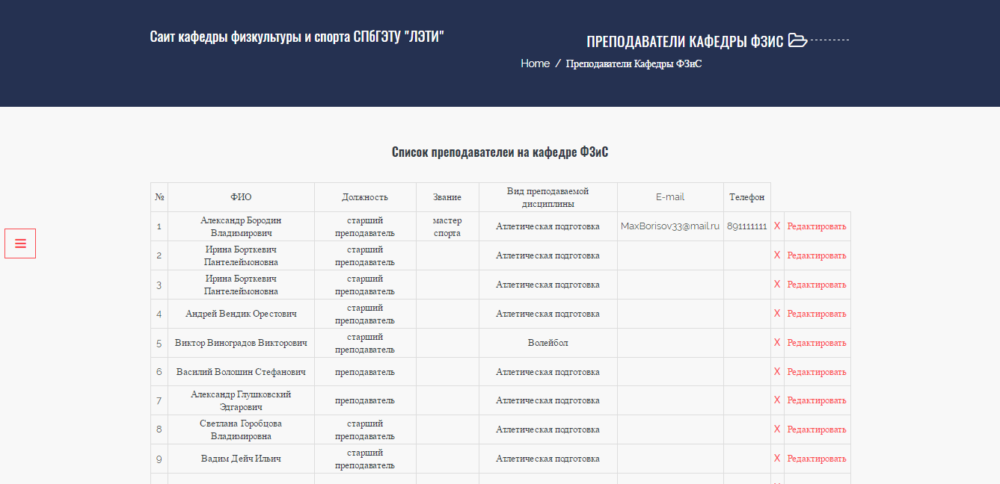 Саит кафедры физкультуры и спорта СПбГЭТУ "ЛЭТИ"
ПРЕПОДАВАТЕЛИ КАФЕДРЫ ФЗИС
Home / Преподаватели Кафедры ФЗиС
Список преподавателеи на кафедре ФЗиС
№ ФИО Должность Звание Вид преподаваемой дисциплины E-mail Телефон
1 Александр Бородин Владимирович старший преподаватель мастер спорта Атлетическая подготовка MaxBorisov33@mail.ru 891111111 X Редактировать
2 Ирина Борткевич Пантелеймоновна старший преподаватель Атлетическая подготовка X Редактировать
3 Ирина Борткевич Пантелеймоновна старший преподаватель Атлетическая подготовка X Редактировать
4 Андрей Вендик Орестович старший преподаватель Атлетическая подготовка X Редактировать
5 Виктор Виноградов Викторович старший преподаватель Волейбол X Редактировать
6 Василий Волошин Стефанович преподаватель Атлетическая подготовка X Редактировать
7 Александр Глушковский Эдгарович преподаватель Атлетическая подготовка X Редактировать
8 Светлана Горобцова Владимировна старший преподаватель Атлетическая подготовка X Редактировать
9 Вадим Дейч Ильич старший преподаватель Атлетическая подготовка X Редактировать